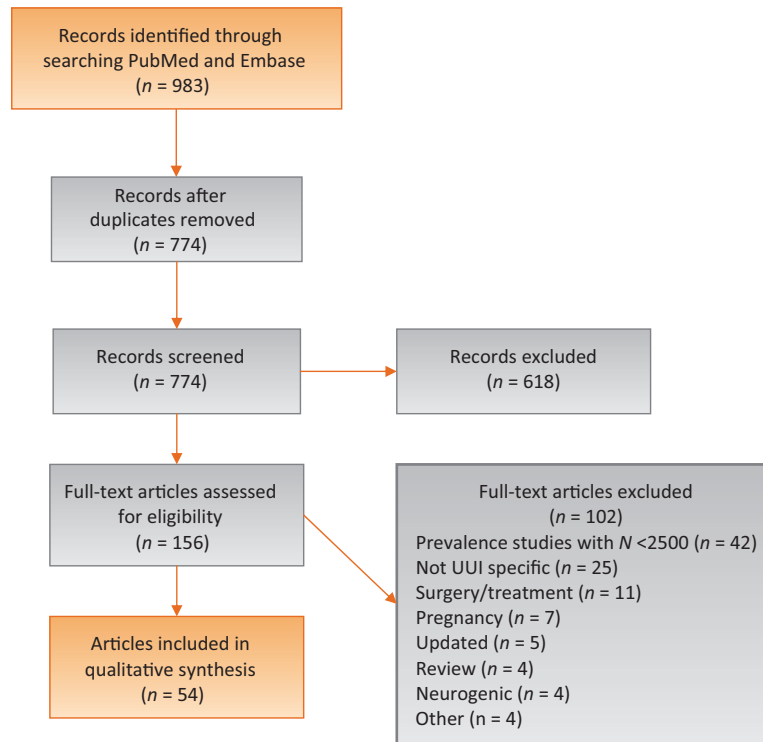 Records identified through
searching PubMed and Embase
(n = 983)
Records after
duplicates removed
(n = 774)
Records screened
(n = 774)
Records excluded
(n = 618)
Full-text articles assessed
for eligibility
(n = 156)
Full-text articles excluded
(n = 102)
Prevalence studies with N <2500 (n = 42)
Not UUI specific (n = 25)
Surgery/treatment (n = 11)
Pregnancy (n = 7)
Updated (n = 5)
Review (n = 4)
Neurogenic (n = 4)
Other (n = 4)
Articles included in
qualitative synthesis
(n = 54)